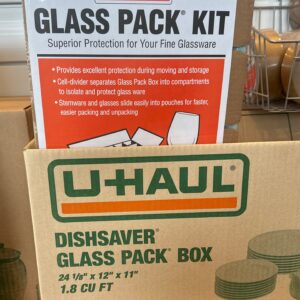 GLASS PACK® KIT
Superior Protection for Your Fine Glassware
• Provides excellent protection during moving and storage
• Cell-divider separates Glass Pack Box into compartments
to isolate and protect glass ware
• Stemware and glasses slide easily into pouches for faster,
easier packing and unpacking
U-HAUL®
DISHSAVER®
GLASS PACK® BOX
24 1/8" x 12" x 11"
1.8 CU FT